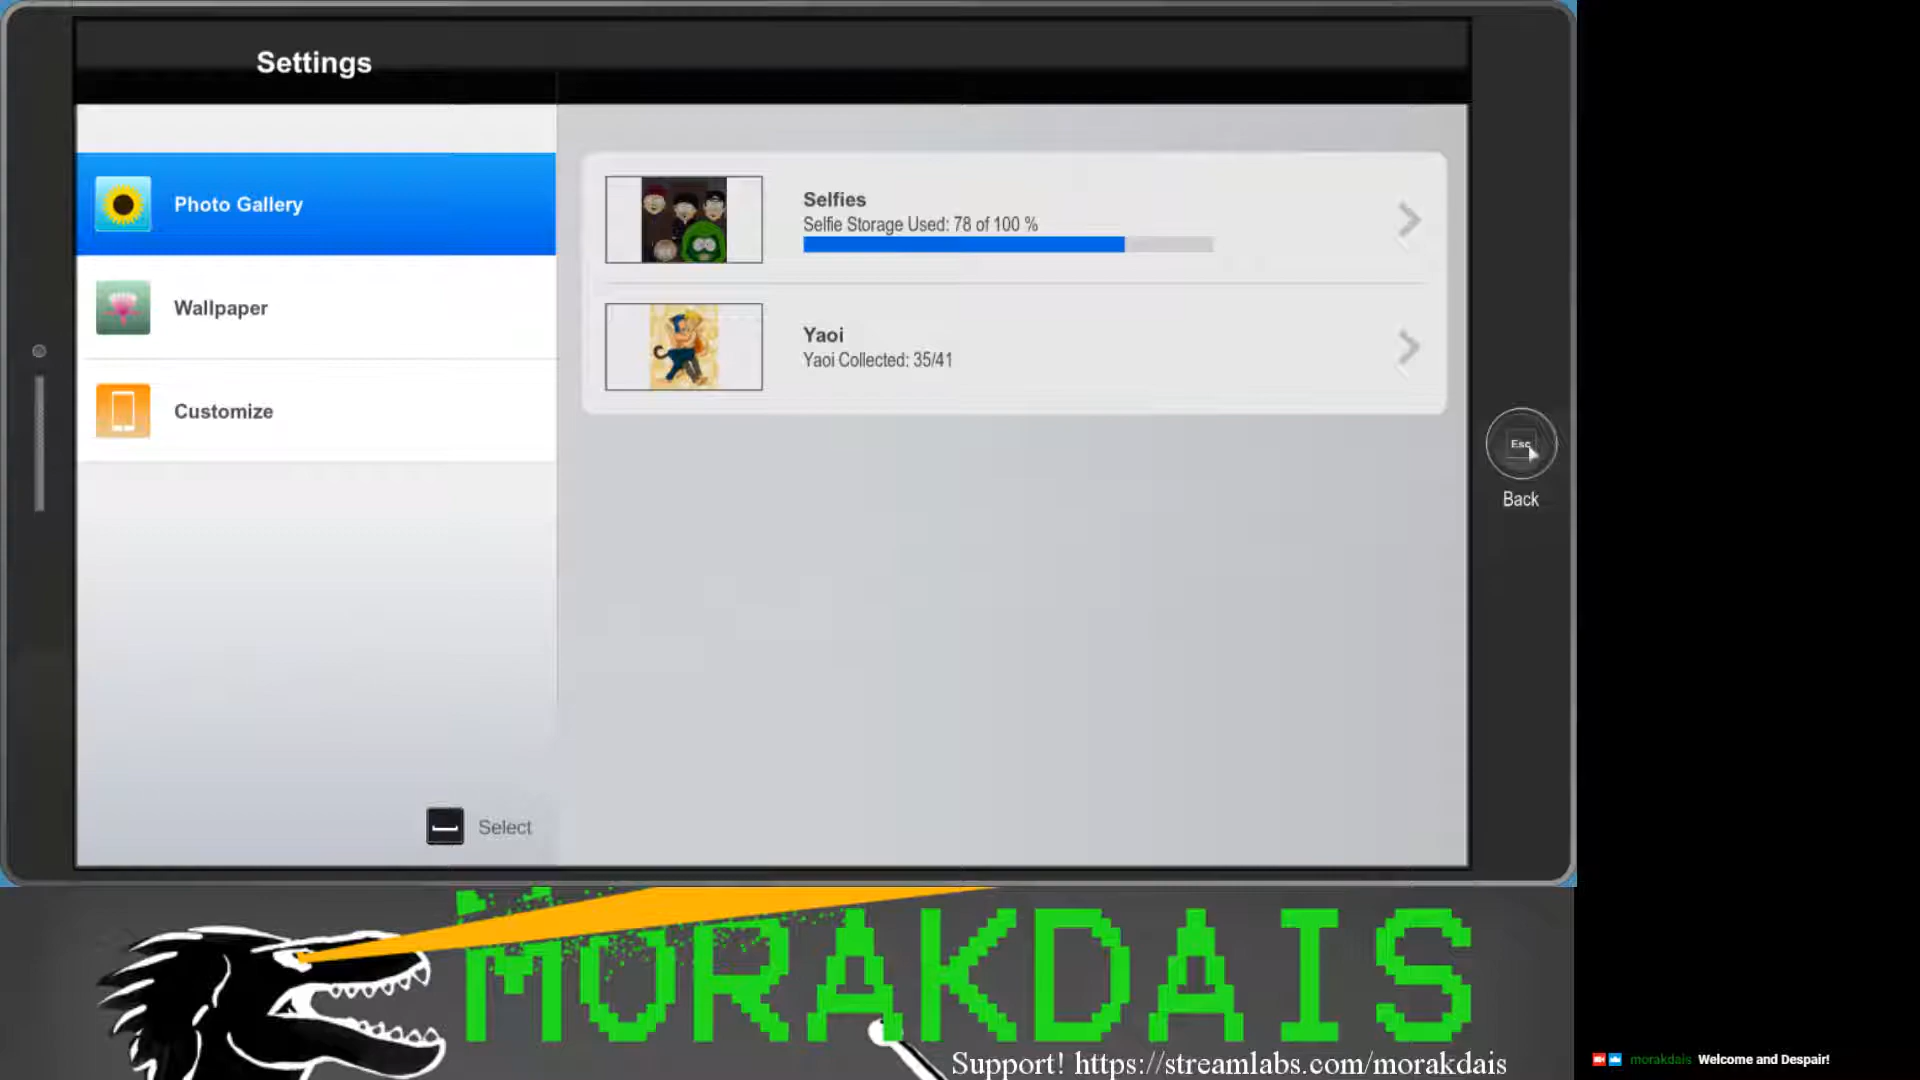 Settings
Photo Gallery
Wallpaper
Customize
Select
Selfies
Selfie Storage Used: 78 of 100 %
Yaoi
Yaoi Collected: 35/41
Esc
Back
MORAKDAIS
Support! https://streamlabs.com/morakdais
morakdais Welcome and Despair!